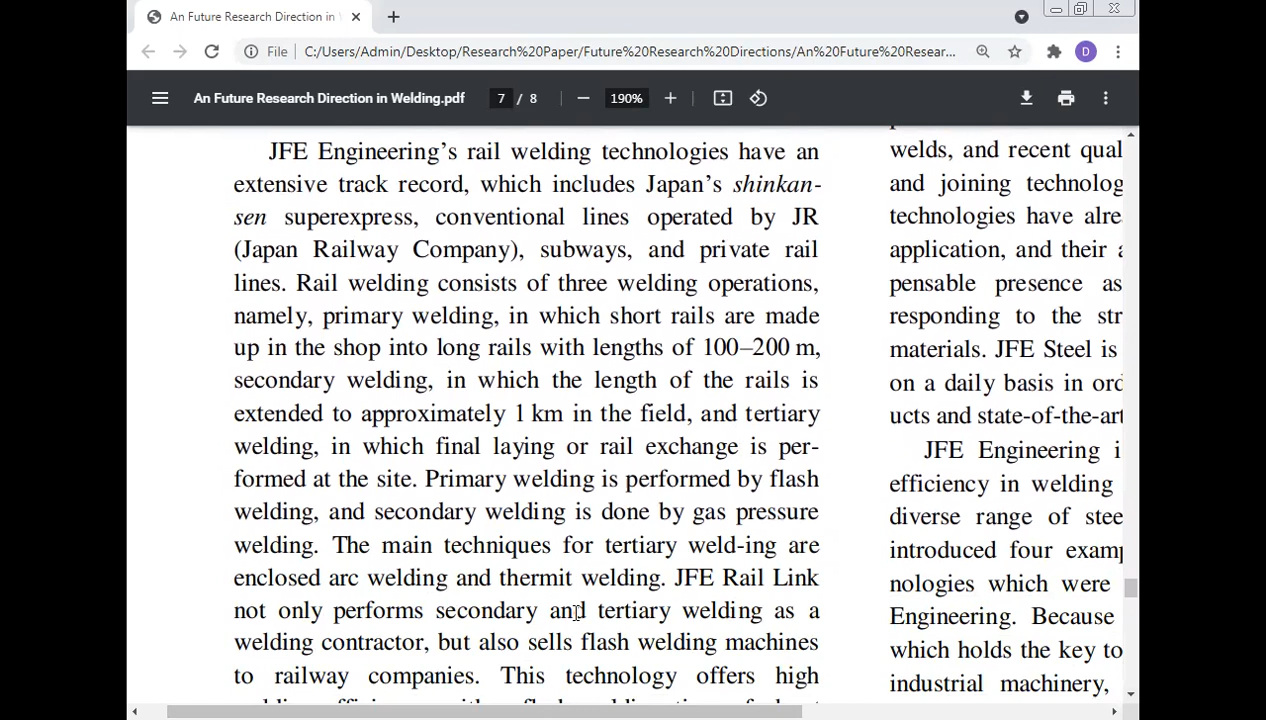 An Future Research Direction in
File
C:/Users/Admin/Desktop/Research%20Paper/Future%20Research%20Directions/An%20Future%20Resear...
D
An Future Research Direction in Welding.pdf
7 / 8
190%
JFE Engineering's rail welding technologies have an
extensive track record, which includes Japan's shinkan-
sen superexpress, conventional lines operated by JR
(Japan Railway Company), subways, and private rail
lines. Rail welding consists of three welding operations,
namely, primary welding, in which short rails are made
up in the shop into long rails with lengths of 100–200 m,
secondary welding, in which the length of the rails is
extended to approximately 1 km in the field, and tertiary
welding, in which final laying or rail exchange is per-
formed at the site. Primary welding is performed by flash
welding, and secondary welding is done by gas pressure
welding. The main techniques for tertiary weld-ing are
enclosed arc welding and thermit welding. JFE Rail Link
not only performs secondary and tertiary welding as a
welding contractor, but also sells flash welding machines
to railway companies. This technology offers high
welds, and recent qual
and joining technolog
technologies have alre
application, and their a
pensable presence as
responding to the str
materials. JFE Steel is
on a daily basis in ord
ucts and state-of-the-art
JFE Engineering i
efficiency in welding
diverse range of stee
introduced four examp
nologies which were
Engineering. Because
which holds the key to
industrial machinery,